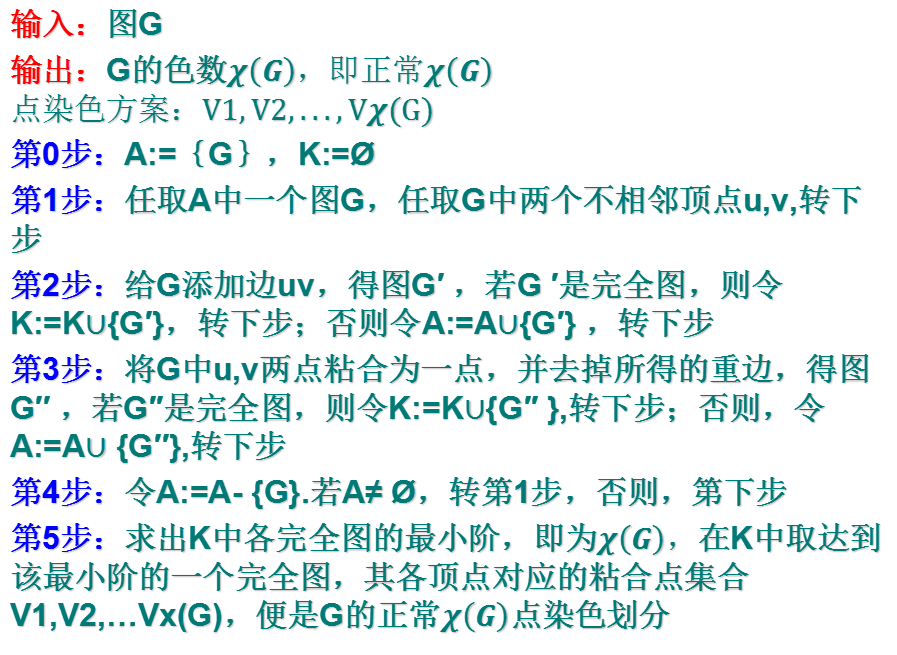 输入：图G
输出：G的色数χ(G)，即正常χ(G)
点染色方案：V1,V2,...,Vχ(G)
第0步：A:=｛G｝，K:=Ø
第1步：任取A中一个图G，任取G中两个不相邻顶点u,v,转下
步
第2步：给G添加边uv，得图G′，若G ′是完全图，则令
K:=K∪{G′}，转下步；否则令A:=A∪{G′} ，转下步
第3步：将G中u,v两点粘合为一点，并去掉所得的重边，得图
G″ ，若G″是完全图，则令K:=K∪{G″ },转下步；否则，令
A:=A∪ {G″},转下步
第4步：令A:=A- {G}.若A≠ Ø，转第1步，否则，第下步
第5步：求出K中各完全图的最小阶，即为χ(G)，在K中取达到
该最小阶的一个完全图，其各顶点对应的粘合点集合
V1,V2,…Vx(G)，便是G的正常χ(G)点染色划分